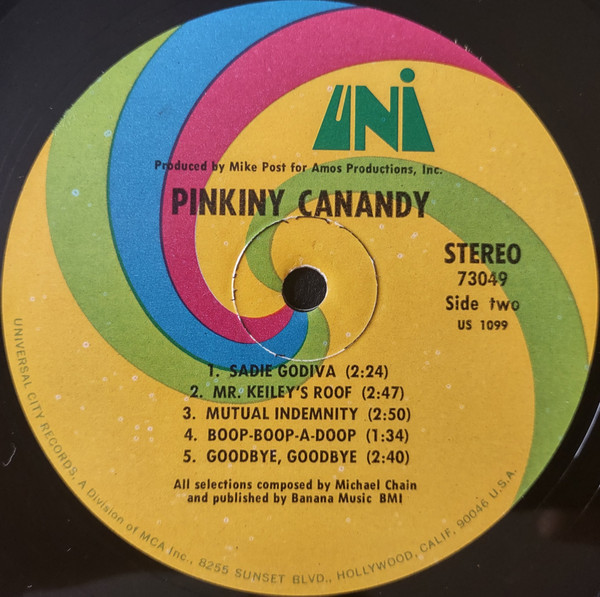 UNI
Produced by Mike Post for Amos Productions, Inc.
PINKINY CANANDY
STEREO
73049
Side two
US 1099
1. SADIE GODIVA (2:24)
2. MR. KEILEY'S ROOF (2:47)
3. MUTUAL INDEMNITY (2:50)
4. BOOP-BOOP-A-DOOP (1:34)
5. GOODBYE, GOODBYE (2:40)
All selections composed by Michael Chain
and published by Banana Music BMI
UNIVERSAL CITY RECORDS, A Division of MCA Inc., 8255 SUNSET BLVD., HOLLYWOOD, CALIF. 90046 U.S.A.